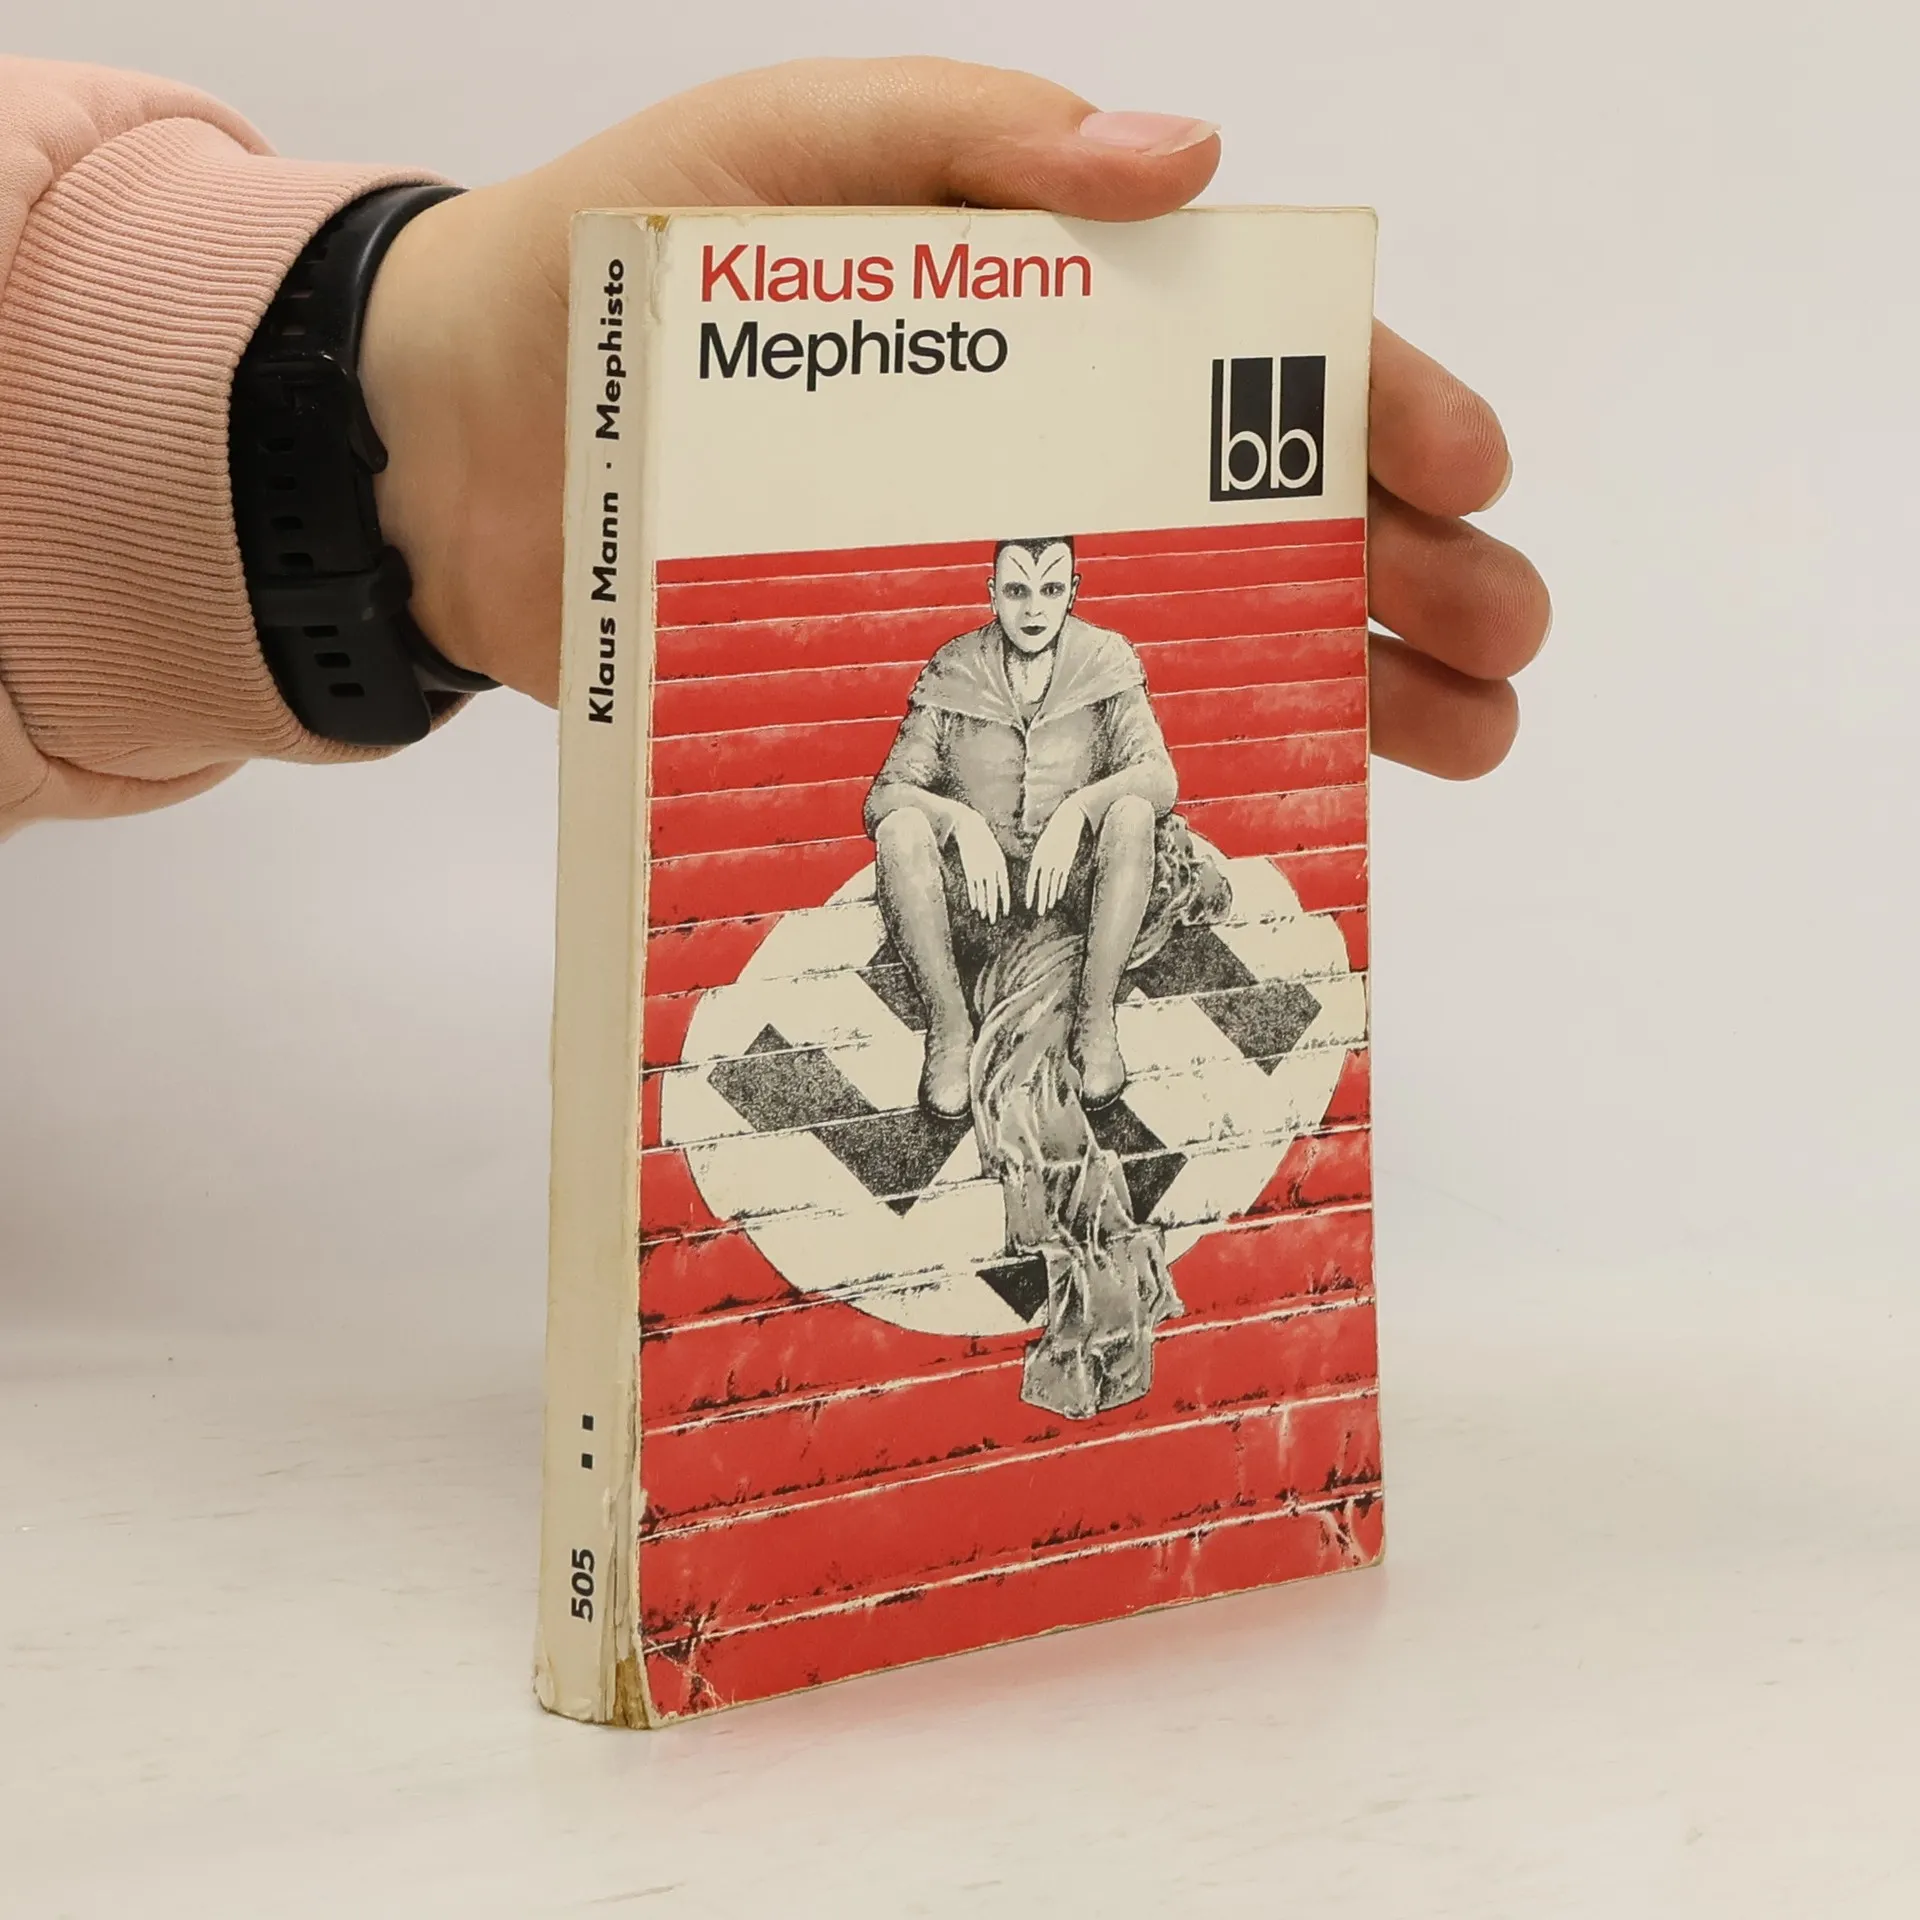 Klaus Mann
Mephisto
bb
Klaus Mann · Mephisto
505